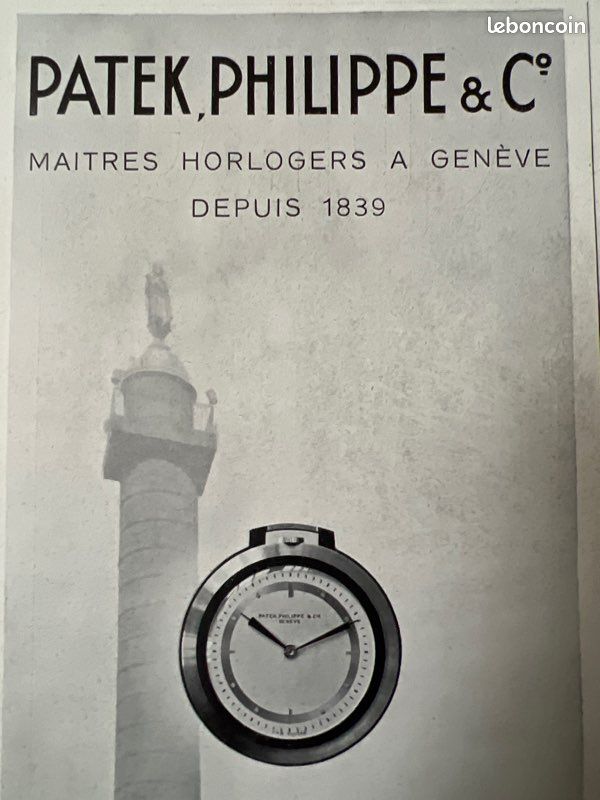 leboncoin
PATEK, PHILIPPE & Cº
MAITRES HORLOGERS A GENÈVE
DEPUIS 1839
PATEK, PHILIPPE & Cº
GENÈVE